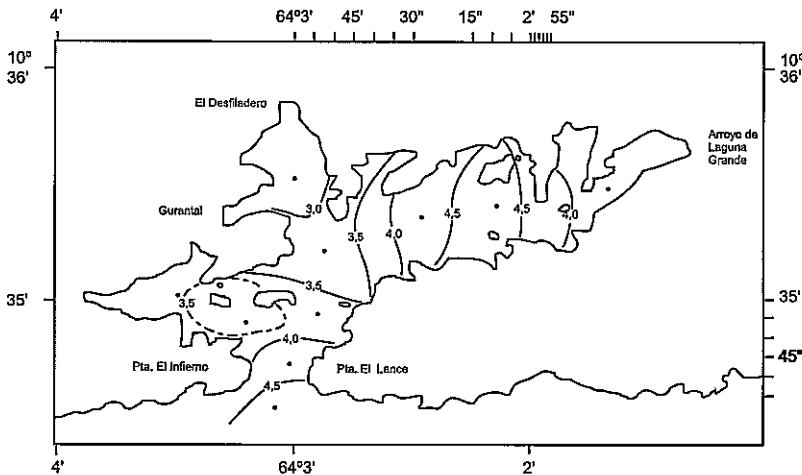 4' 64°3' 45" 30" 15" 2' 55"
10°
36'
10°
36'
El Desfiladero
Arroyo de
Laguna
Grande
Gurantal
3,0
3,5
4,0
4,5
4,5
4,0
3,5
35'
3,5
35'
4,0
45"
Pta. El Infierno
Pta. El Lance
4,5
4' 64°3' 2'